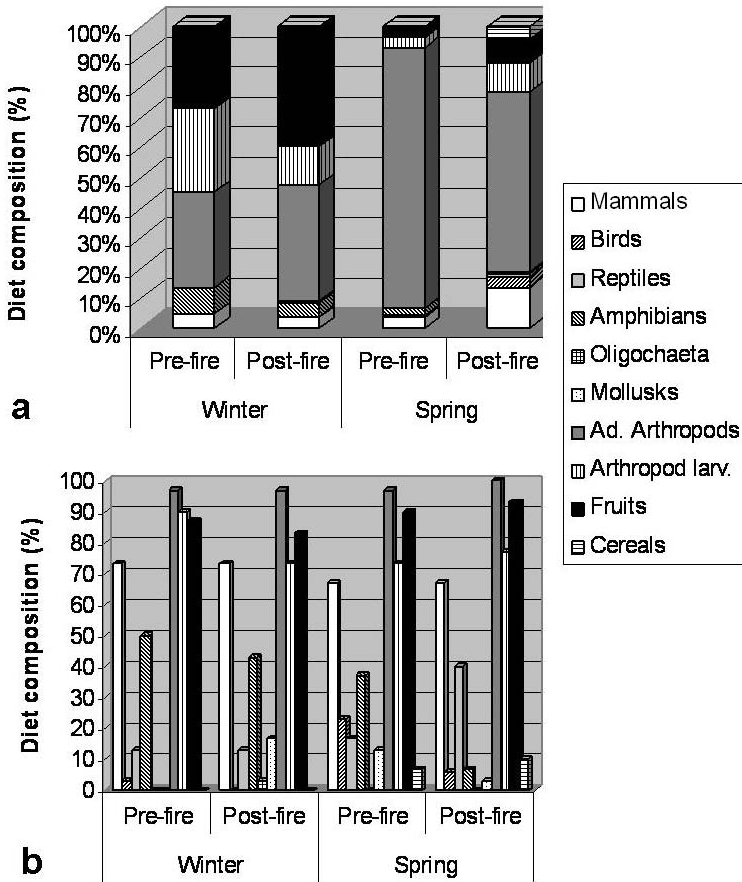 Diet composition (%)
100%
90%
80%
70%
60%
50%
40%
30%
20%
10%
0%
Pre-fire Post-fire Pre-fire Post-fire
Winter Spring
a
Mammals
Birds
Reptiles
Amphibians
Oligochaeta
Mollusks
Ad. Arthropods
Arthropod larv.
Fruits
Cereals
Diet composition (%)
100
90
80
70
60
50
40
30
20
10
0
Pre-fire Post-fire Pre-fire Post-fire
Winter Spring
b